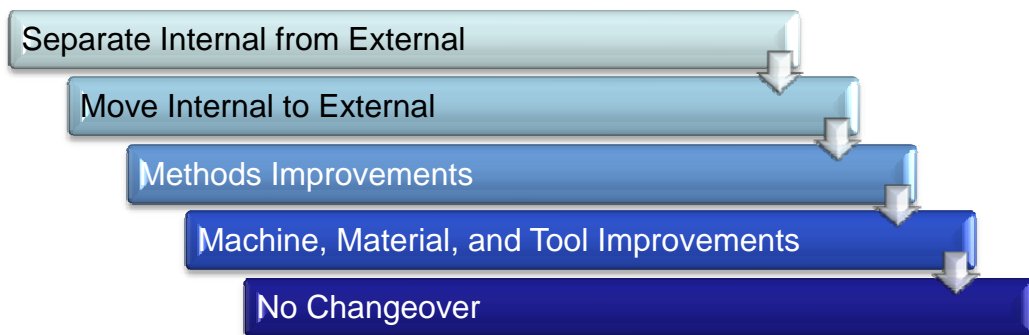 Separate Internal from External
Move Internal to External
Methods Improvements
Machine, Material, and Tool Improvements
No Changeover